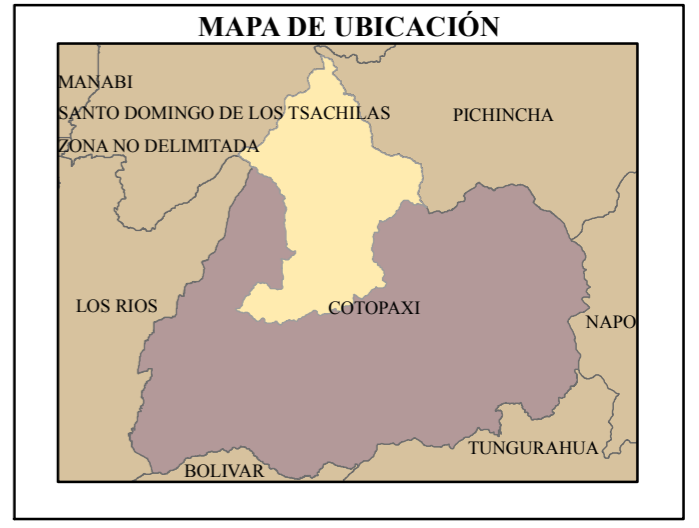 MAPA DE UBICACIÓN
MANABI
SANTO DOMINGO DE LOS TSACHILAS
PICHINCHA
ZONA NO DELIMITADA
LOS RIOS
COTOPAXI
NAPO
TUNGURAHUA
BOLIVAR